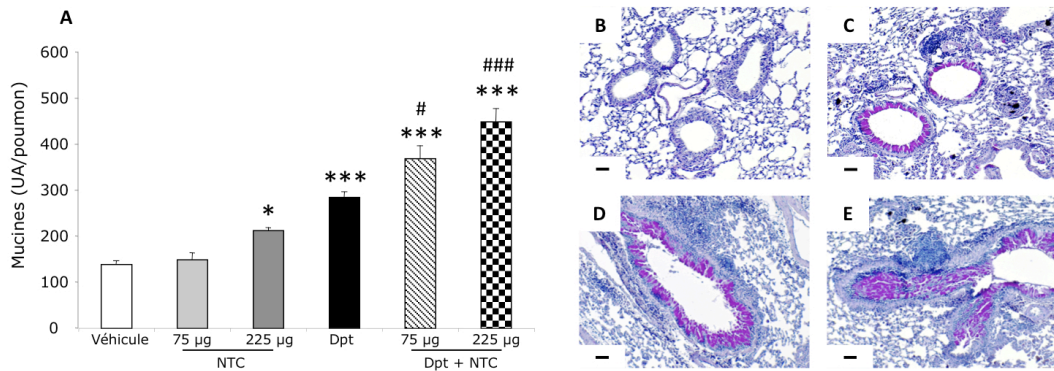 A
Mucines (UA/poumon)
600
500
400
300
200
100
0
*
***
#
***
###
***
Véhicule
75 µg
225 µg
Dpt
75 µg
225 µg
NTC
Dpt + NTC
B
C
D
E